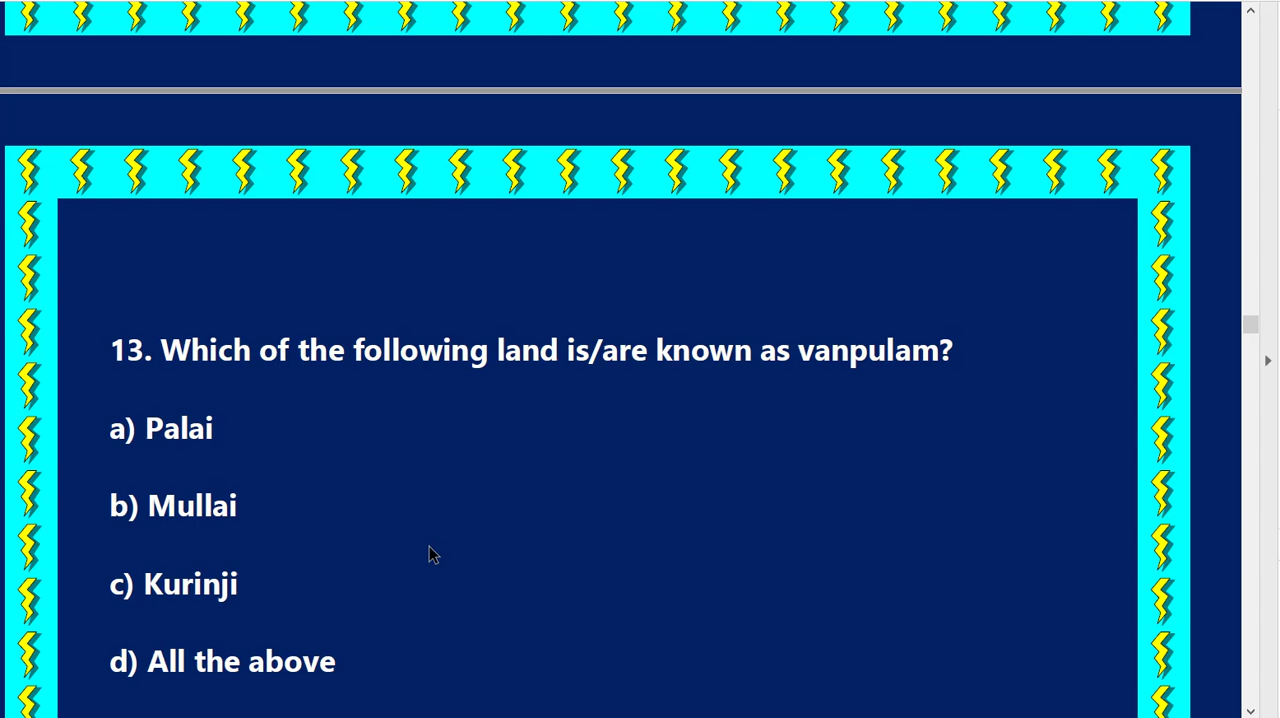 13. Which of the following land is/are known as vanpulam?
a) Palai
b) Mullai
c) Kurinji
d) All the above